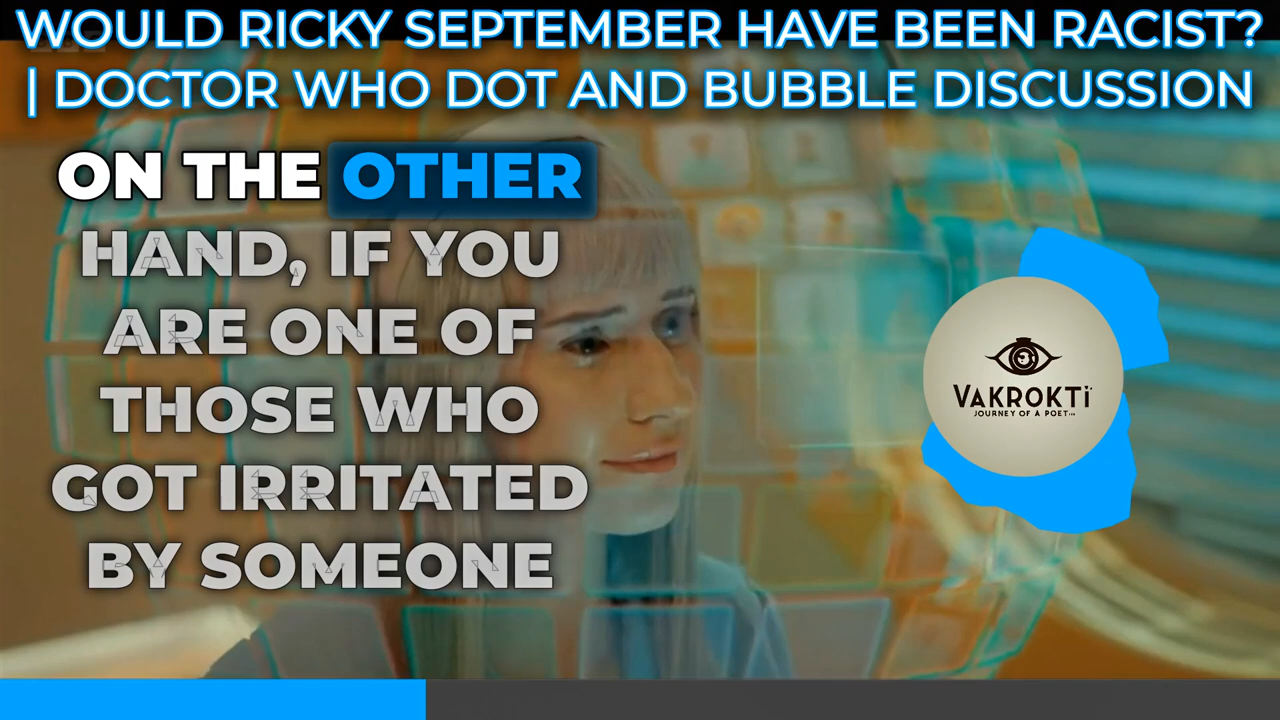 WOULD RICKY SEPTEMBER HAVE BEEN RACIST?
| DOCTOR WHO DOT AND BUBBLE DISCUSSION
ON THE OTHER
HAND, IF YOU
ARE ONE OF
THOSE WHO
GOT IRRITATED
BY SOMEONE
VAKROKTI
JOURNEY OF A POET...